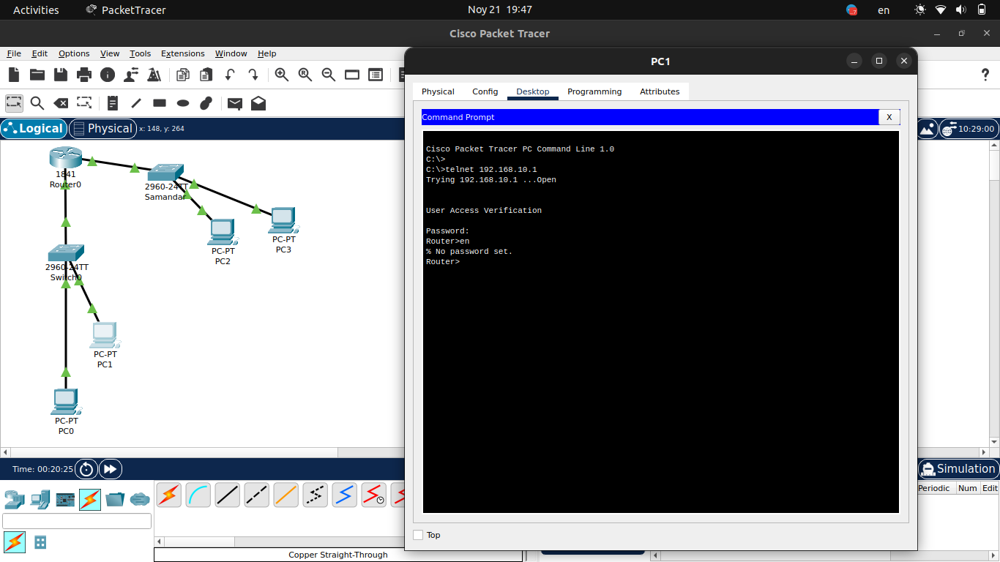 Activities PacketTracer Noy 21 19:47 en
Cisco Packet Tracer
File Edit Options View Tools Extensions Window Help
PC1
Physical Config Desktop Programming Attributes
Command Prompt X
Logical Physical x: 148, y: 264 10:29:00
Cisco Packet Tracer PC Command Line 1.0
C:\>
C:\>telnet 192.168.10.1
Trying 192.168.10.1 ...Open
User Access Verification
Password:
Router>en
% No password set.
Router>
1841
Router0
2960-24TT
Samandar
PC-PT
PC3
PC-PT
PC2
2960-24TT
Switch0
PC-PT
PC1
PC-PT
PC0
Time: 00:20:25 Simulation
Periodic Num Edit
Top
Copper Straight-Through